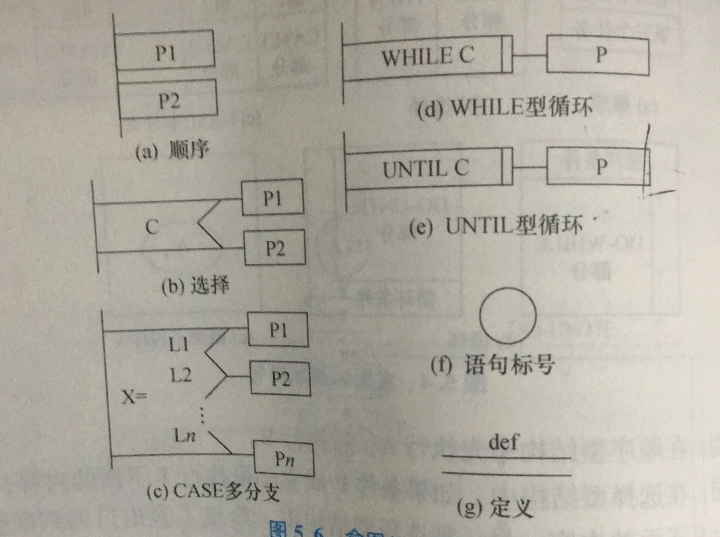 P1
P2
(a) 顺序
C
P1
P2
(b) 选择
X=
L1
L2
⋮
Ln
P1
P2
Pn
(c) CASE多分支
WHILE C
P
(d) WHILE型循环
UNTIL C
P
(e) UNTIL型循环
(f) 语句标号
def
(g) 定义
图5.6